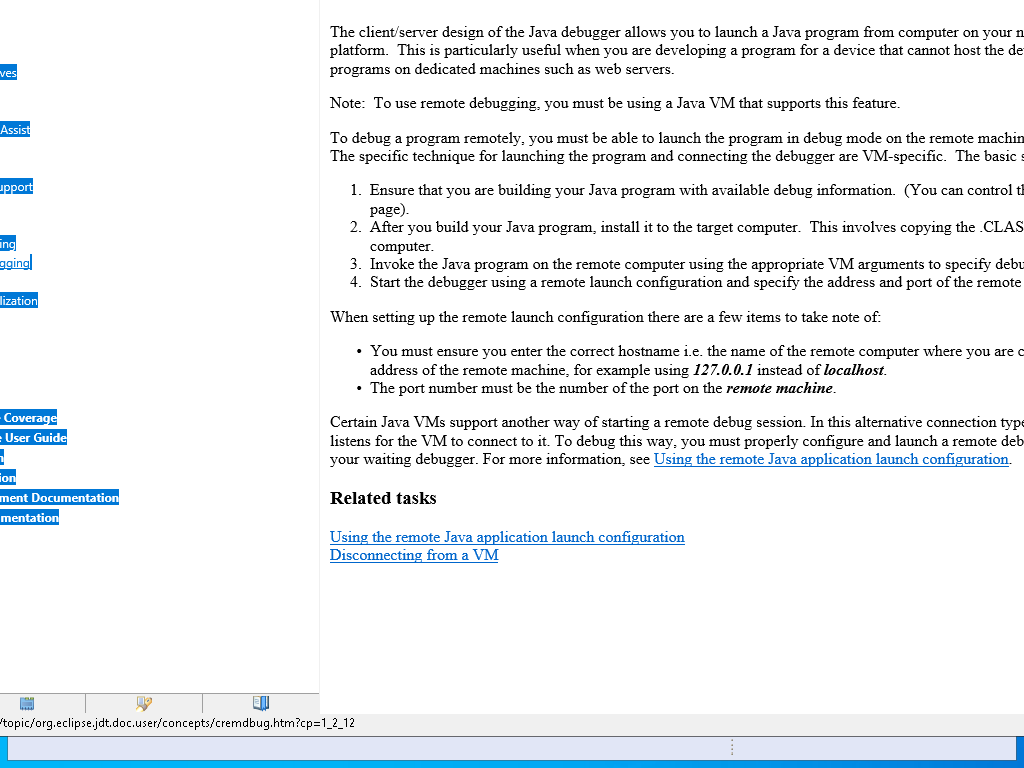 ves
Assist
upport
ing
gging
lization
Coverage
User Guide
ion
ment Documentation
mentation
The client/server design of the Java debugger allows you to launch a Java program from computer on your n
platform.  This is particularly useful when you are developing a program for a device that cannot host the de
programs on dedicated machines such as web servers.
Note:  To use remote debugging, you must be using a Java VM that supports this feature.
To debug a program remotely, you must be able to launch the program in debug mode on the remote machin
The specific technique for launching the program and connecting the debugger are VM-specific.  The basic s
1. Ensure that you are building your Java program with available debug information.  (You can control th
page).
2. After you build your Java program, install it to the target computer.  This involves copying the .CLAS
computer.
3. Invoke the Java program on the remote computer using the appropriate VM arguments to specify debu
4. Start the debugger using a remote launch configuration and specify the address and port of the remote
When setting up the remote launch configuration there are a few items to take note of:
• You must ensure you enter the correct hostname i.e. the name of the remote computer where you are c
address of the remote machine, for example using 127.0.0.1 instead of localhost.
• The port number must be the number of the port on the remote machine.
Certain Java VMs support another way of starting a remote debug session. In this alternative connection type
listens for the VM to connect to it. To debug this way, you must properly configure and launch a remote deb
your waiting debugger. For more information, see Using the remote Java application launch configuration.
Related tasks
Using the remote Java application launch configuration
Disconnecting from a VM
/topic/org.eclipse.jdt.doc.user/concepts/cremdbug.htm?cp=1_2_12